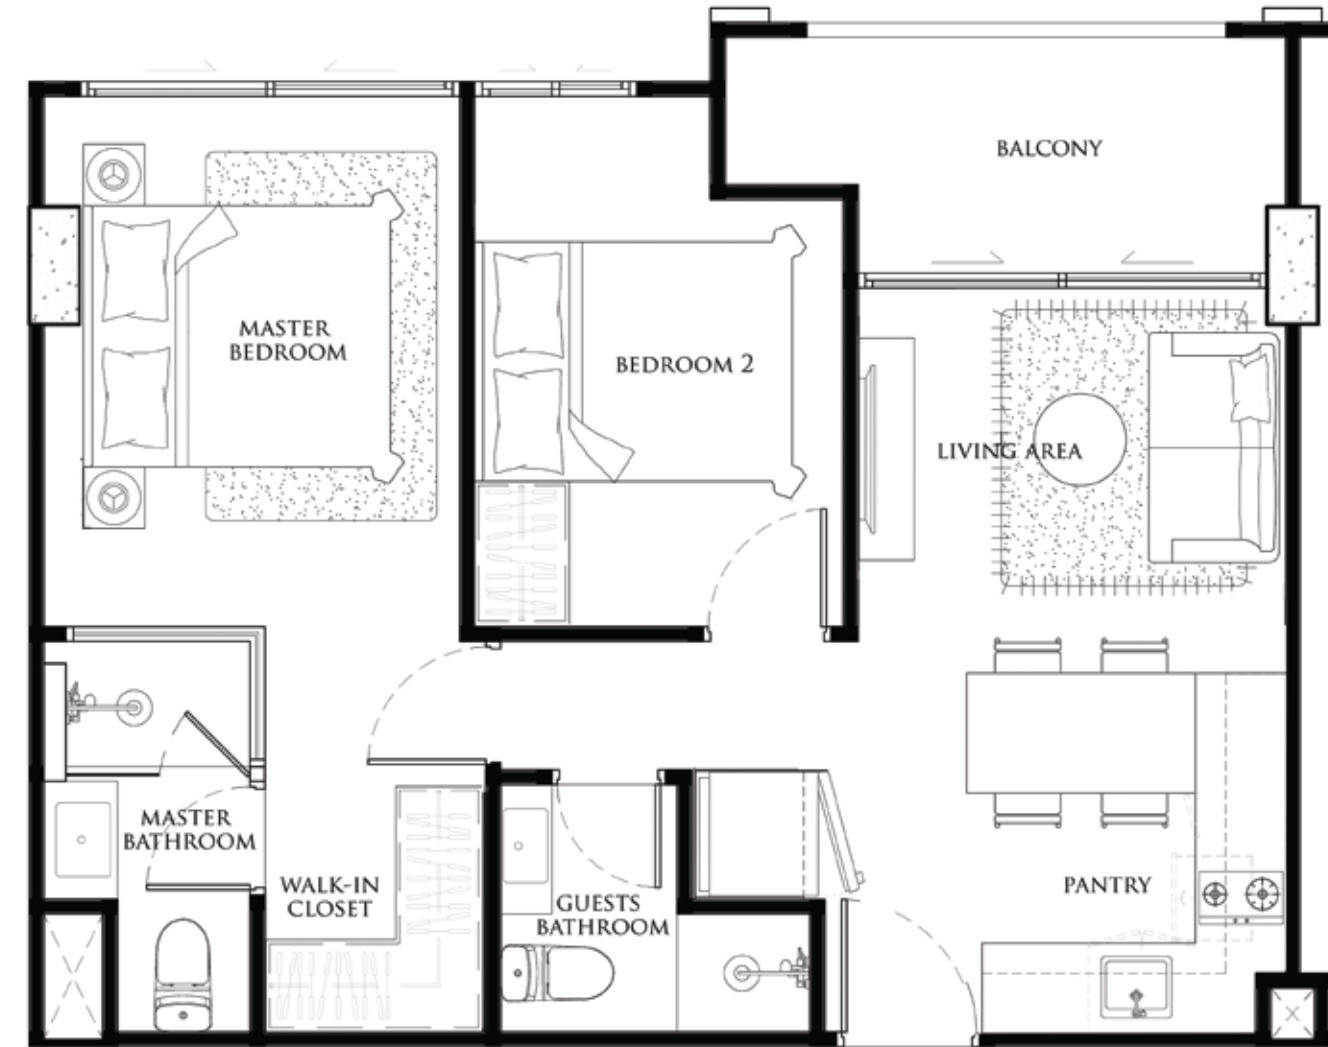 BALCONY
MASTER
BEDROOM
BEDROOM 2
LIVING AREA
MASTER
BATHROOM
WALK-IN
CLOSET
GUESTS
BATHROOM
PANTRY